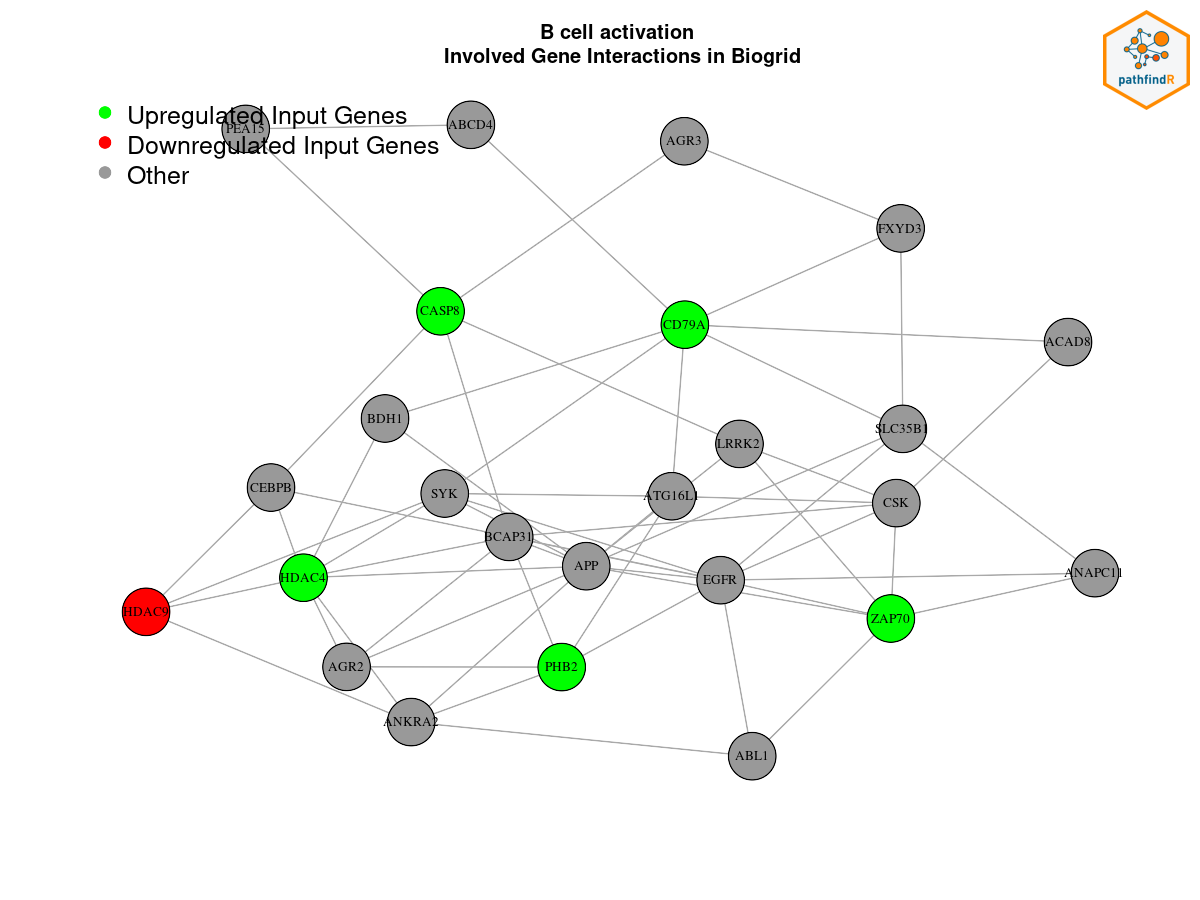 B cell activation
Involved Gene Interactions in Biogrid
pathfindR
Upregulated Input Genes
Downregulated Input Genes
Other
PEA15
ABCD4
AGR3
FXYD3
CASP8
CD79A
ACAD8
BDH1
LRRK2
SLC35B1
CEBPB
SYK
ATG16L1
CSK
BCAP31
APP
EGFR
ANAPC11
HDAC4
HDAC9
ZAP70
AGR2
PHB2
ANKRA2
ABL1